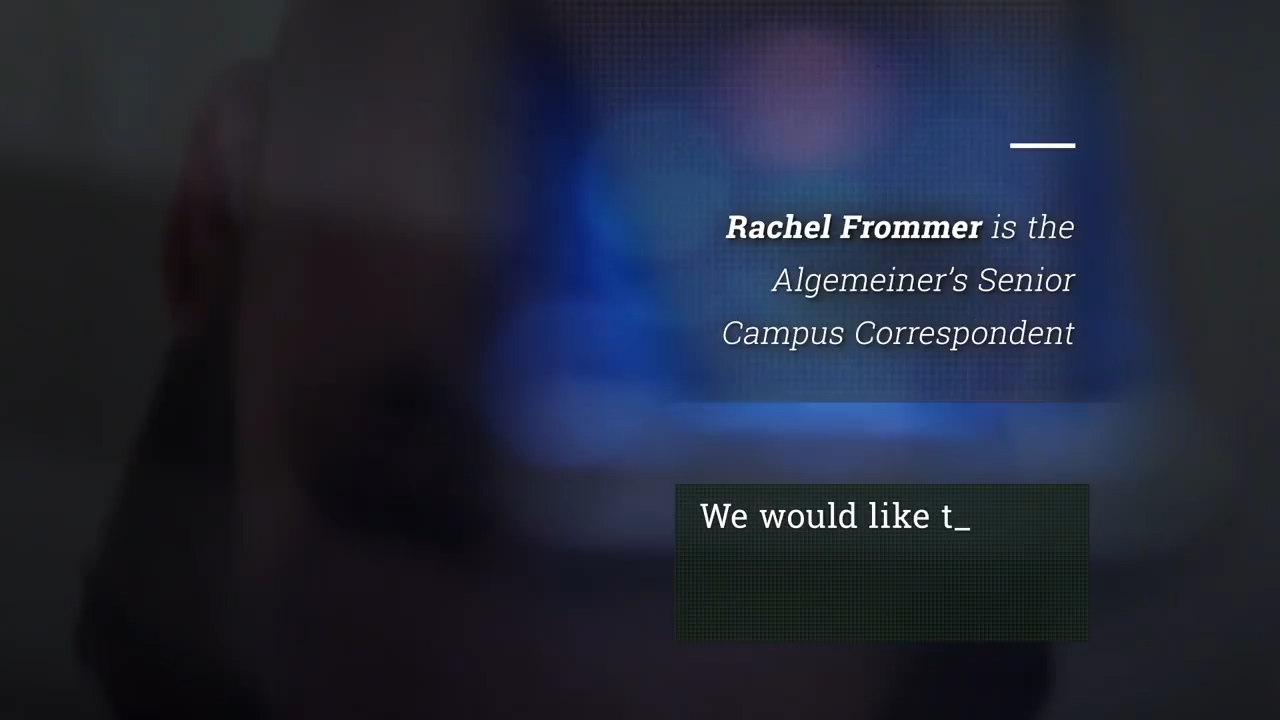 Rachel Frommer is the
Algemeiner’s Senior
Campus Correspondent
We would like t_